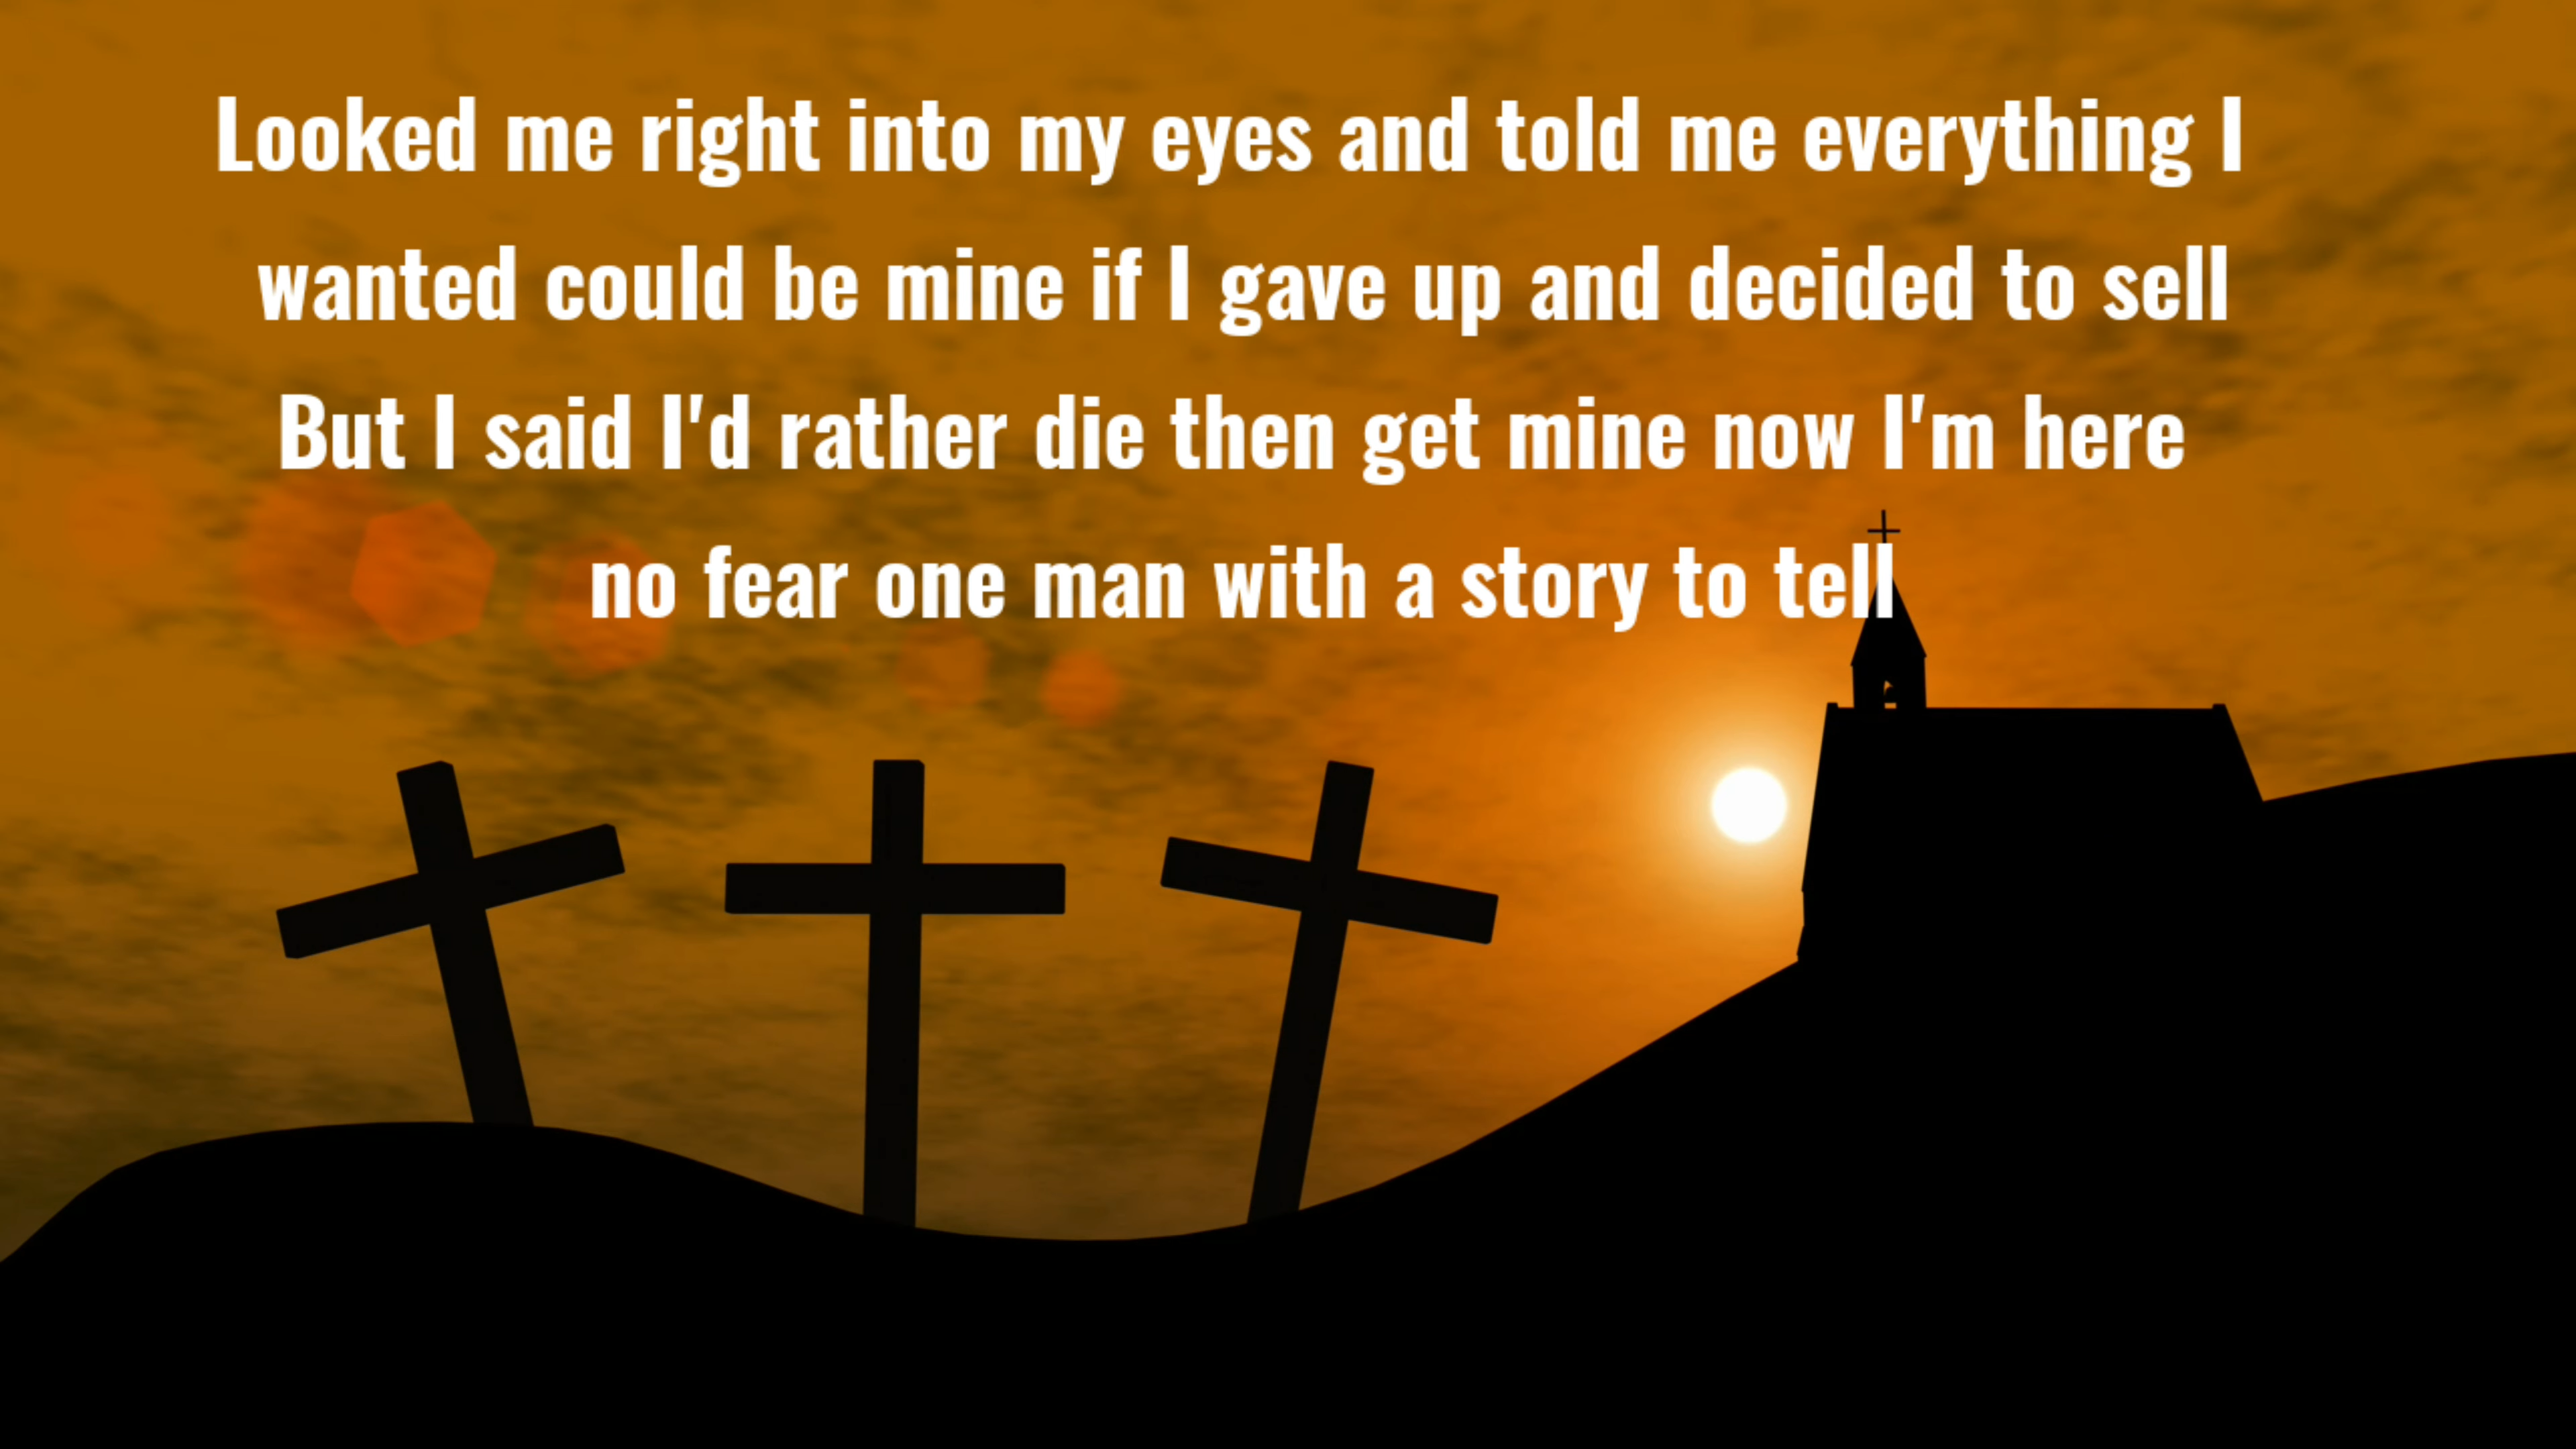 Looked me right into my eyes and told me everything I
wanted could be mine if I gave up and decided to sell
But I said I'd rather die then get mine now I'm here
no fear one man with a story to tell